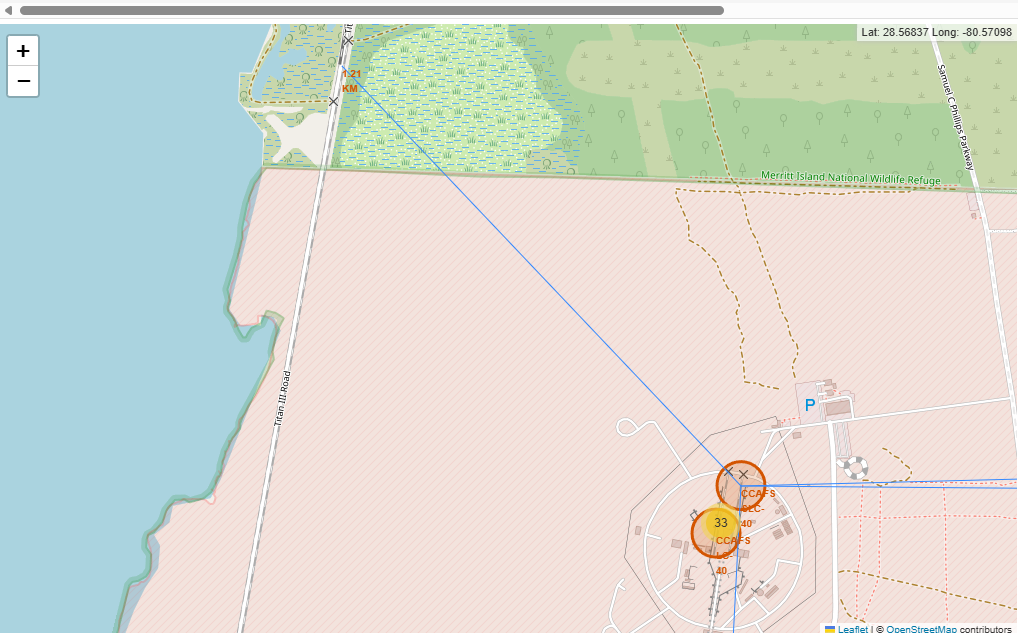 +
−
Lat: 28.56837 Long: -80.57098
1.21
KM
Samuel C Phillips Parkway
Merritt Island National Wildlife Refuge
Titan III Road
P
CCAFS
SLC-
40
33
CCAFS
LC-
40
Leaflet | © OpenStreetMap contributors